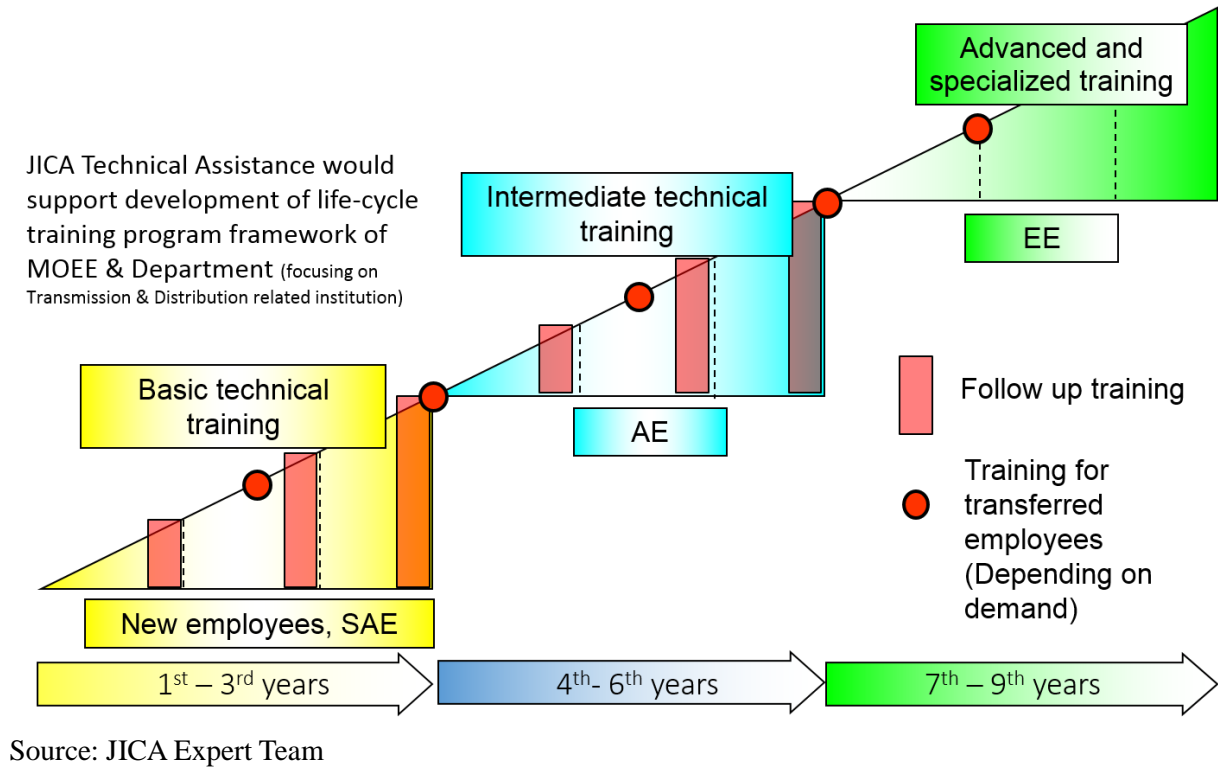 Advanced and
specialized training
JICA Technical Assistance would
support development of life-cycle
training program framework of
MOEE & Department (focusing on
Transmission & Distribution related institution)
Intermediate technical
training
EE
Basic technical
training
AE
Follow up training
Training for
transferred
employees
(Depending on
demand)
New employees, SAE
1st – 3rd years
4th- 6th years
7th – 9th years
Source: JICA Expert Team